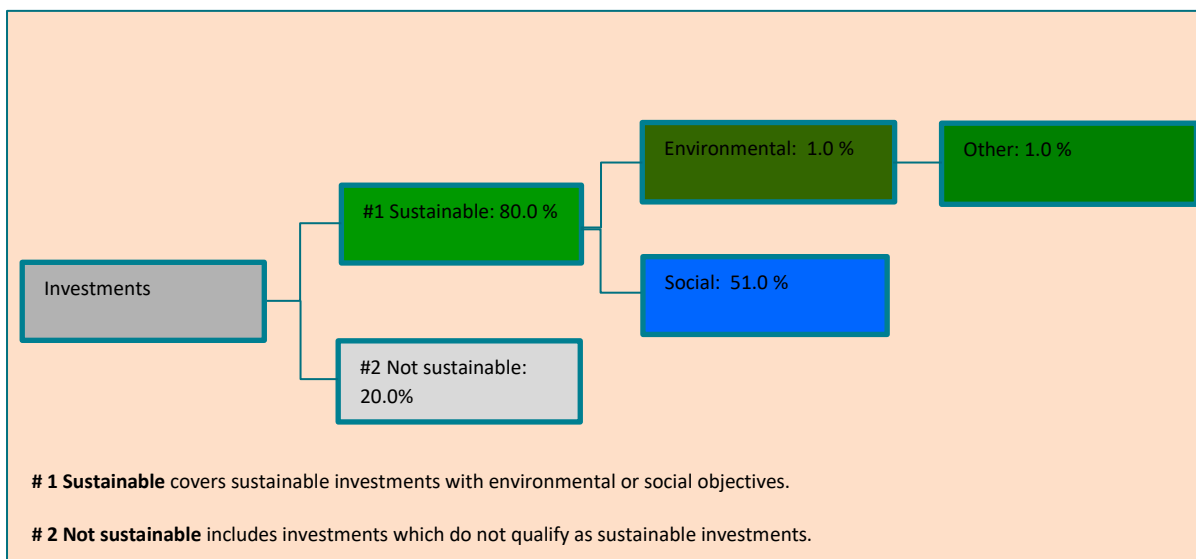 Environmental:  1.0 %
Other: 1.0 %
#1 Sustainable: 80.0 %
Social:  51.0 %
Investments
#2 Not sustainable:
20.0%
# 1 Sustainable covers sustainable investments with environmental or social objectives.
# 2 Not sustainable includes investments which do not qualify as sustainable investments.